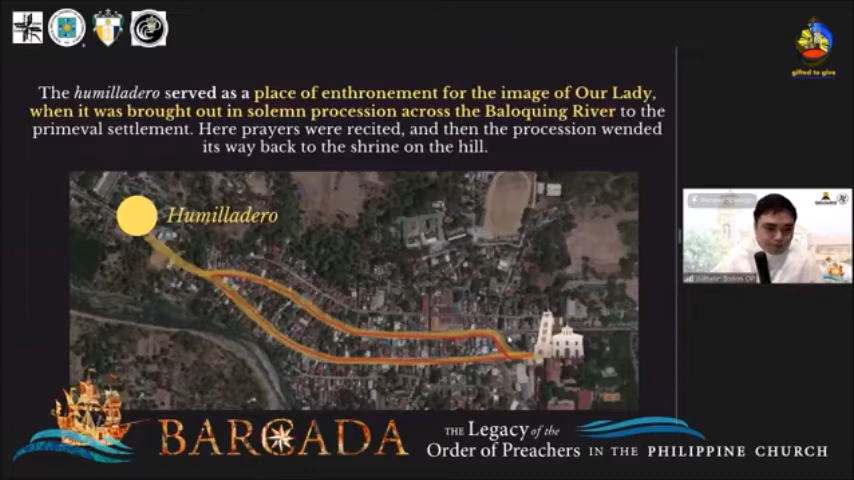 gifted to give
The humilladero served as a place of enthronement for the image of Our Lady,
when it was brought out in solemn procession across the Baloquing River to the
primeval settlement. Here prayers were recited, and then the procession wended
its way back to the shrine on the hill.
Humilladero
BARCADA
THE Legacy of the
Order of Preachers IN THE PHILIPPINE CHURCH